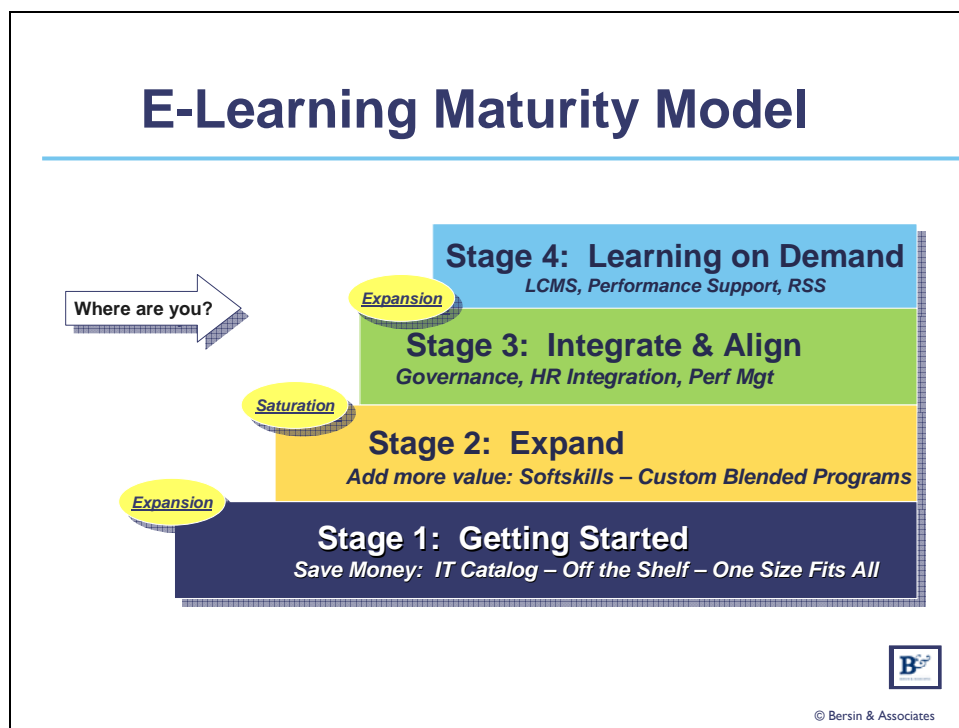 E-Learning Maturity Model
Stage 4:  Learning on Demand
LCMS, Performance Support, RSS
Expansion
Where are you?
Stage 3:  Integrate & Align
Governance, HR Integration, Perf Mgt
Saturation
Stage 2:  Expand
Add more value: Softskills – Custom Blended Programs
Expansion
Stage 1:  Getting Started
Save Money:  IT Catalog – Off the Shelf – One Size Fits All
B&
© Bersin & Associates